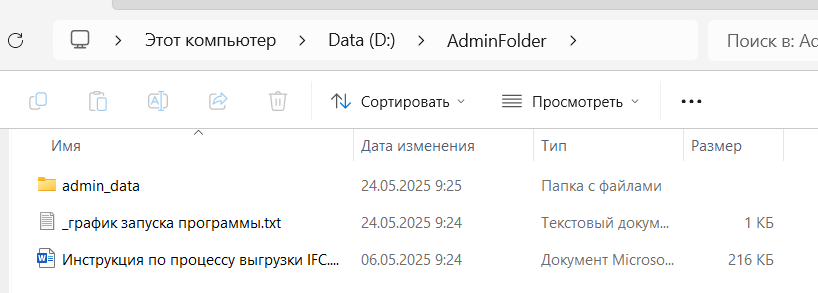 Этот компьютер > Data (D:) > AdminFolder > Поиск в: Ad
Сортировать Просмотреть •••
Имя Дата изменения Тип Размер
admin_data 24.05.2025 9:25 Папка с файлами
_график запуска программы.txt 24.05.2025 9:24 Текстовый докум... 1 КБ
Инструкция по процессу выгрузки IFC.... 06.05.2025 9:24 Документ Microso... 216 КБ